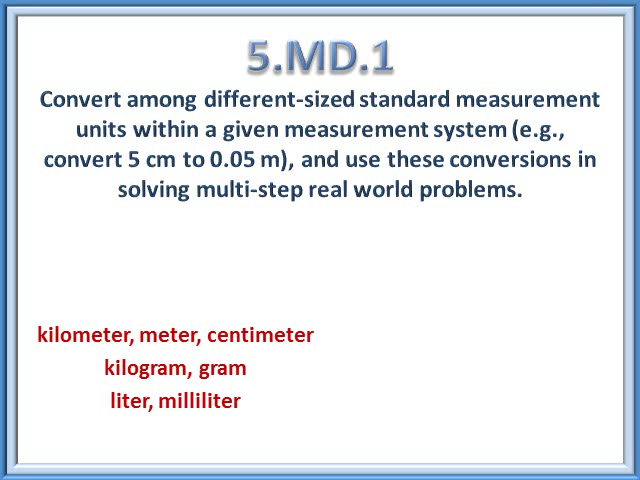 5.MD.1
Convert among different-sized standard measurement
units within a given measurement system (e.g.,
convert 5 cm to 0.05 m), and use these conversions in
solving multi-step real world problems.
kilometer, meter, centimeter
kilogram, gram
liter, milliliter